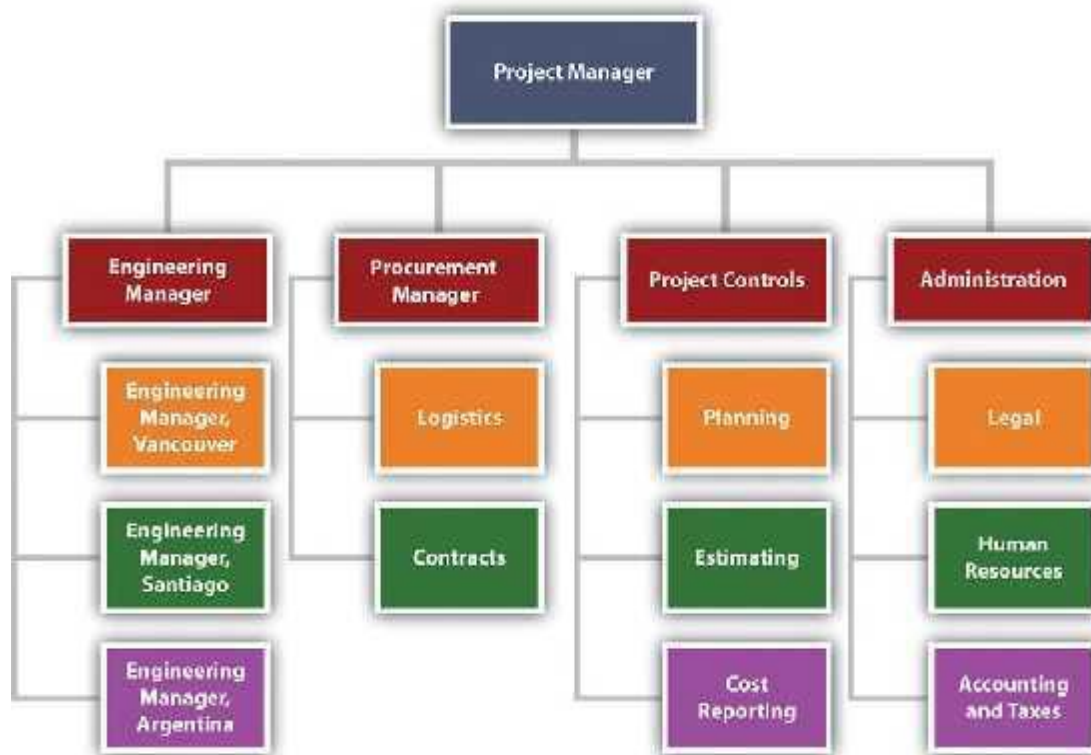 Project Manager
Engineering
Manager
Procurement
Manager
Project Controls
Administration
Engineering
Manager,
Vancouver
Logistics
Planning
Legal
Engineering
Manager,
Santiago
Contracts
Estimating
Human
Resources
Engineering
Manager,
Argentina
Cost
Reporting
Accounting
and Taxes